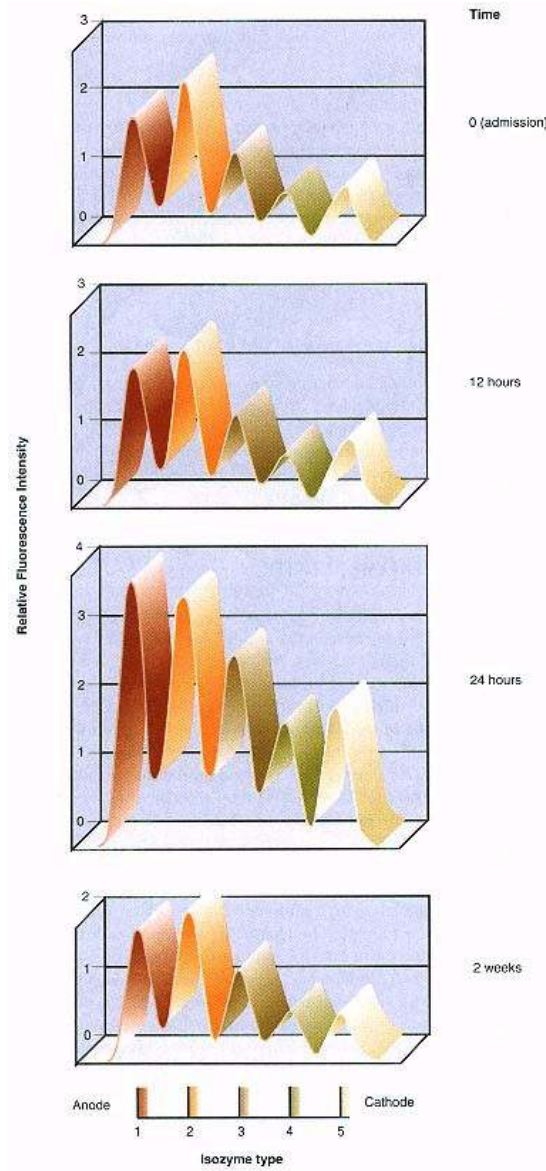 Time
3
2
1
0
0 (admission)
3
2
1
0
12 hours
Relative Fluorescence Intensity
4
3
2
1
0
24 hours
2
1
0
2 weeks
Anode
Cathode
1 2 3 4 5
Isozyme type